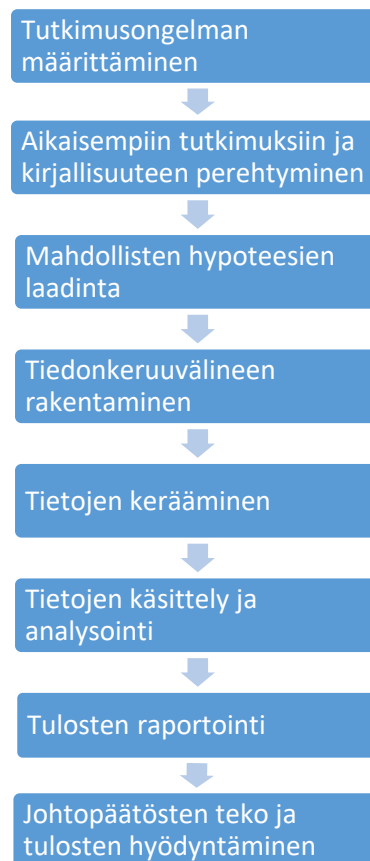 Tutkimusongelman
määrittäminen
Aikaisempiin tutkimuksiin ja
kirjallisuuteen perehtyminen
Mahdollisten hypoteesien
laadinta
Tiedonkeruuvälineen
rakentaminen
Tietojen kerääminen
Tietojen käsittely ja
analysointi
Tulosten raportointi
Johtopäätösten teko ja
tulosten hyödyntäminen